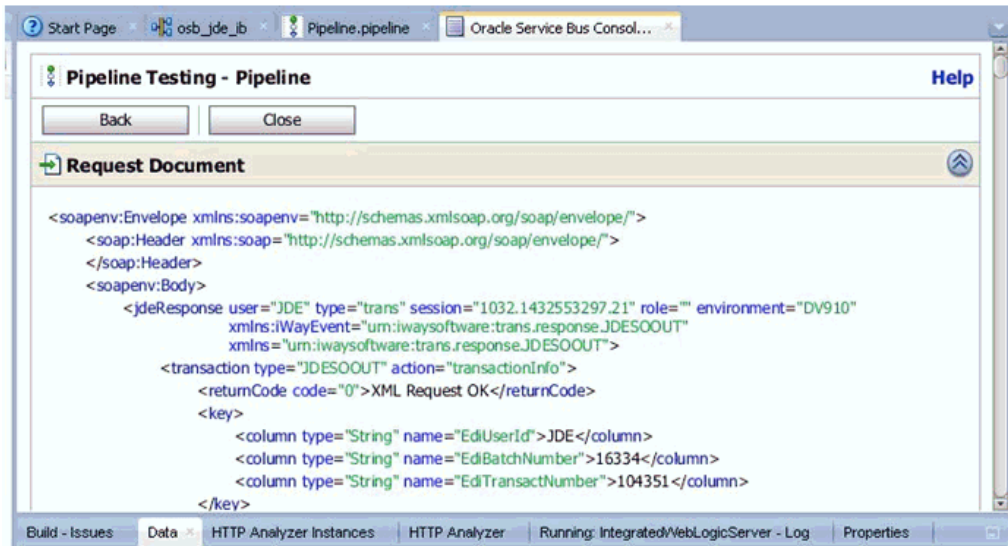 Start Page osb_jde_ib Pipeline.pipeline Oracle Service Bus Consol...
Pipeline Testing - Pipeline Help
Back Close
Request Document
<soapenv:Envelope xmlns:soapenv="http://schemas.xmlsoap.org/soap/envelope/">
<soap:Header xmlns:soap="http://schemas.xmlsoap.org/soap/envelope/">
</soap:Header>
<soapenv:Body>
<jdeResponse user="JDE" type="trans" session="1032.1432553297.21" role="" environment="DV910"
xmlns:iWayEvent="urn:iwaysoftware:trans.response.JDESOOUT"
xmlns="urn:iwaysoftware:trans.response.JDESOOUT">
<transaction type="JDESOOUT" action="transactionInfo">
<returnCode code="0">XML Request OK</returnCode>
<key>
<column type="String" name="EdiUserId">JDE</column>
<column type="String" name="EdiBatchNumber">16334</column>
<column type="String" name="EdiTransactNumber">104351</column>
</key>
Build - Issues Data HTTP Analyzer Instances HTTP Analyzer Running: IntegratedWebLogicServer - Log Properties